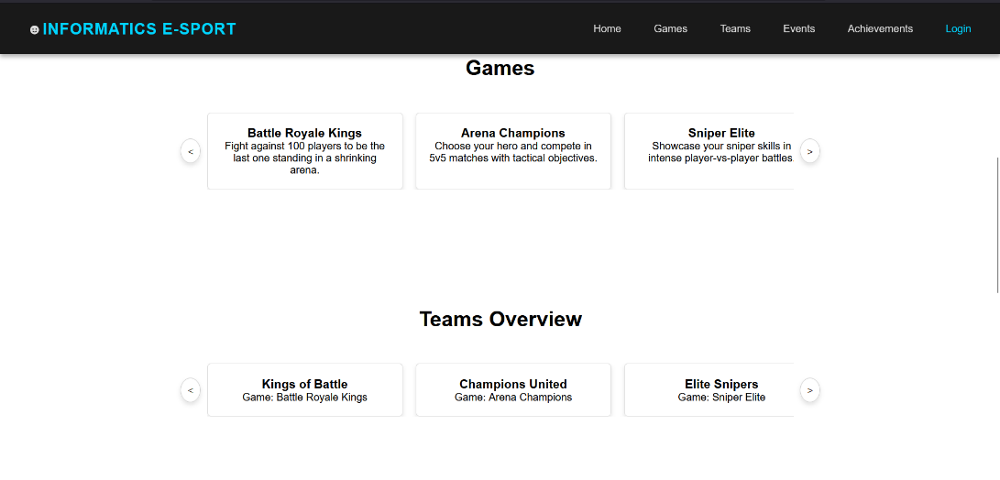 INFORMATICS E-SPORT
Home Games Teams Events Achievements Login
Games
Battle Royale Kings
Fight against 100 players to be the
last one standing in a shrinking
arena.
Arena Champions
Choose your hero and compete in
5v5 matches with tactical objectives.
Sniper Elite
Showcase your sniper skills in
intense player-vs-player battles
<
>
Teams Overview
Kings of Battle
Game: Battle Royale Kings
Champions United
Game: Arena Champions
Elite Snipers
Game: Sniper Elite
<
>